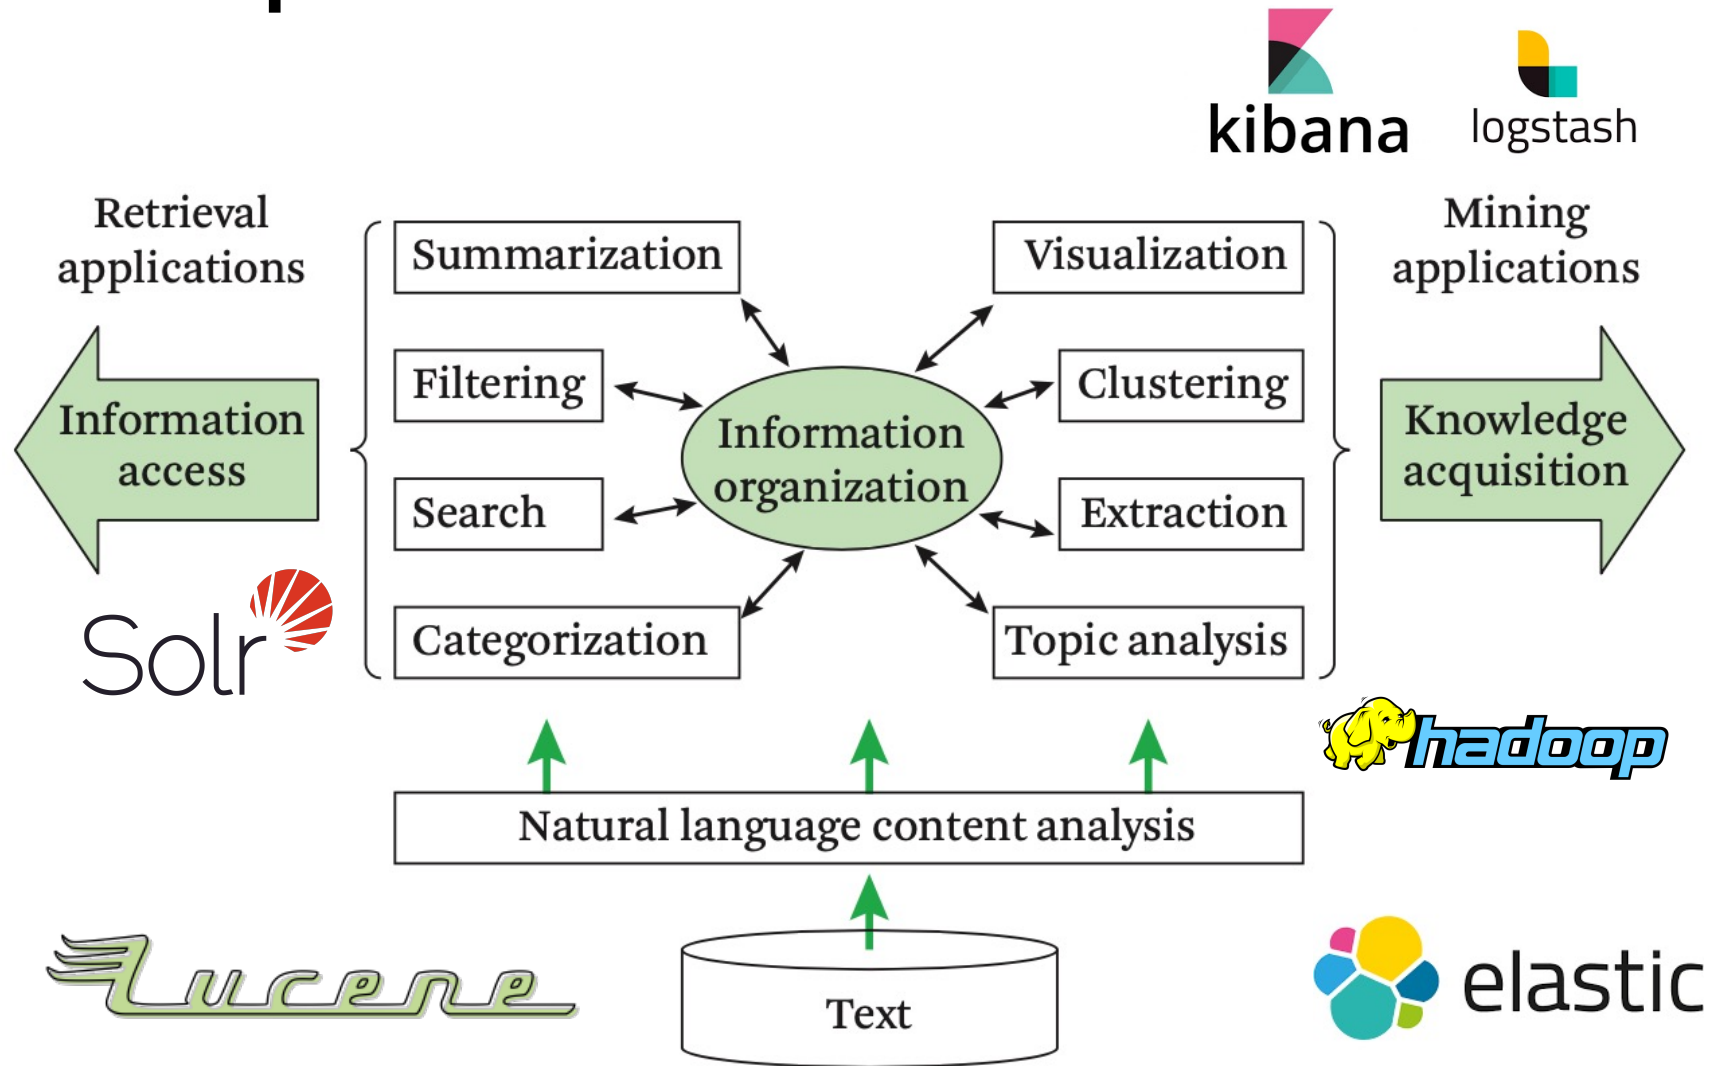 kibana
logstash
Retrieval
applications
Summarization
Visualization
Mining
applications
Filtering
Clustering
Information
access
Information
organization
Knowledge
acquisition
Search
Extraction
Solr
Categorization
Topic analysis
hadoop
Natural language content analysis
Lucene
Text
elastic